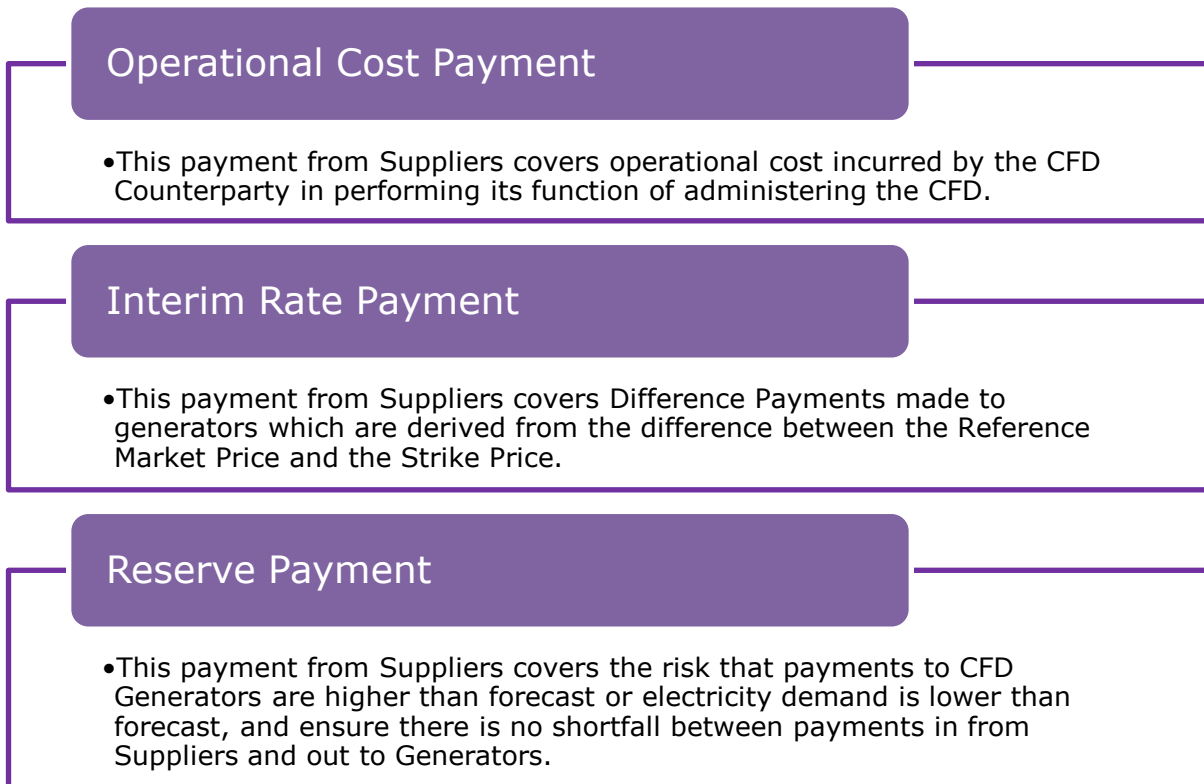 Operational Cost Payment
•This payment from Suppliers covers operational cost incurred by the CFD
Counterparty in performing its function of administering the CFD.
Interim Rate Payment
•This payment from Suppliers covers Difference Payments made to
generators which are derived from the difference between the Reference
Market Price and the Strike Price.
Reserve Payment
•This payment from Suppliers covers the risk that payments to CFD
Generators are higher than forecast or electricity demand is lower than
forecast, and ensure there is no shortfall between payments in from
Suppliers and out to Generators.